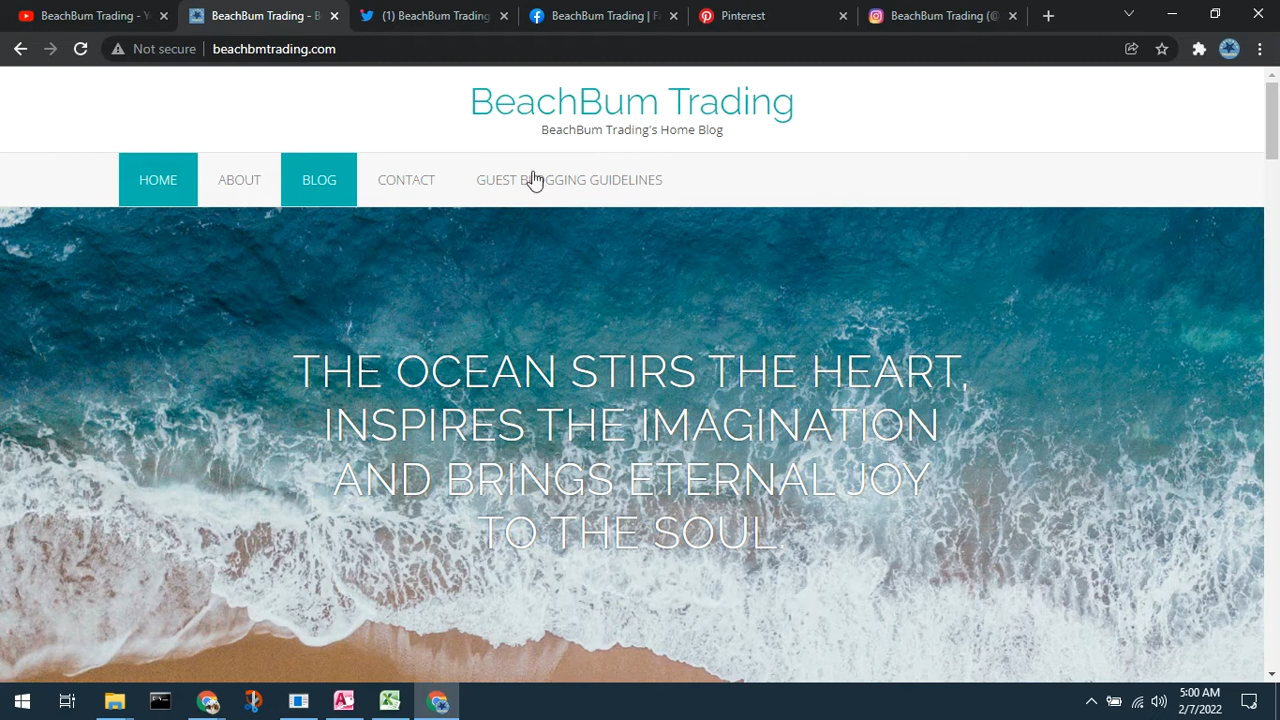 BeachBum Trading - Y
BeachBum Trading - B
(1) BeachBum Trading
BeachBum Trading | Fa
Pinterest
BeachBum Trading (@
Not secure
beachbmtrading.com
BeachBum Trading
BeachBum Trading's Home Blog
HOME
ABOUT
BLOG
CONTACT
GUEST BLOGGING GUIDELINES
THE OCEAN STIRS THE HEART,
INSPIRES THE IMAGINATION
AND BRINGS ETERNAL JOY
TO THE SOUL.
5:00 AM
2/7/2022